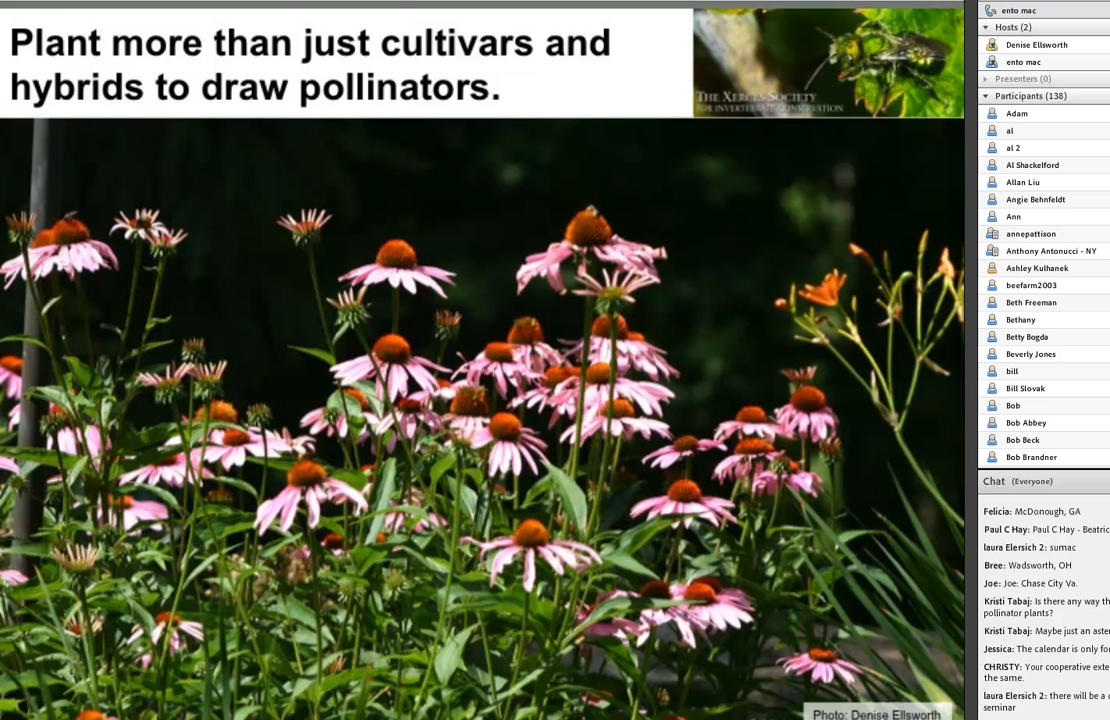 Plant more than just cultivars and
hybrids to draw pollinators.
THE XERCES SOCIETY
FOR INVERTEBRATE CONSERVATION
Photo: Denise Ellsworth
ento mac
Hosts (2)
Denise Ellsworth
ento mac
Presenters (0)
Participants (138)
Adam
al
al 2
Al Shackelford
Allan Liu
Angie Behnfeldt
Ann
annepattison
Anthony Antonucci - NY
Ashley Kulhanek
beefarm2003
Beth Freeman
Bethany
Betty Bogda
Beverly Jones
bill
Bill Slovak
Bob
Bob Abbey
Bob Beck
Bob Brandner
Chat (Everyone)
Felicia: McDonough, GA
Paul C Hay: Paul C Hay - Beatric
laura Elersich 2: sumac
Bree: Wadsworth, OH
Joe: Joe: Chase City Va.
Kristi Tabaj: Is there any way th
pollinator plants?
Kristi Tabaj: Maybe just an aster
Jessica: The calendar is only for
CHRISTY: Your cooperative exte
the same.
laura Elersich 2: there will be a c
seminar